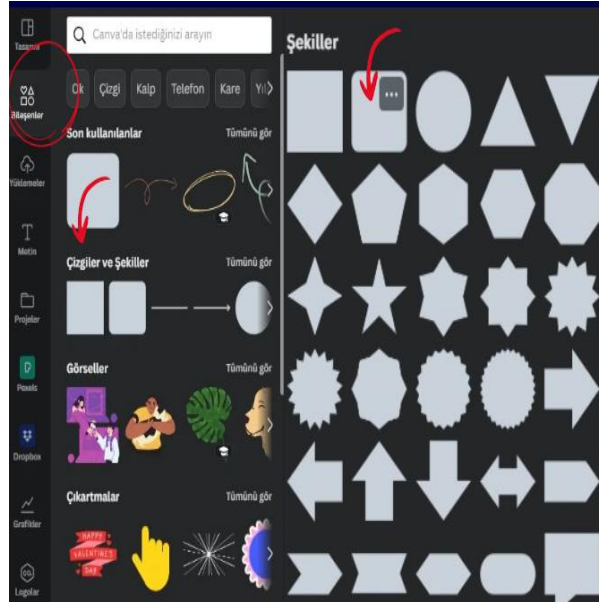 Tasarım
Bileşenler
Yüklemeler
Metin
Projeler
Pexels
Dropbox
Grafikler
Logolar
Canva'da istediğinizi arayın
Ok
Çizgi
Kalp
Telefon
Kare
Son kullanılanlar
Tümünü gör
Çizgiler ve Şekiller
Tümünü gör
Görseller
Tümünü gör
Çıkartmalar
Tümünü gör
HAPPY
VALENTINE'S
DAY
Şekiller